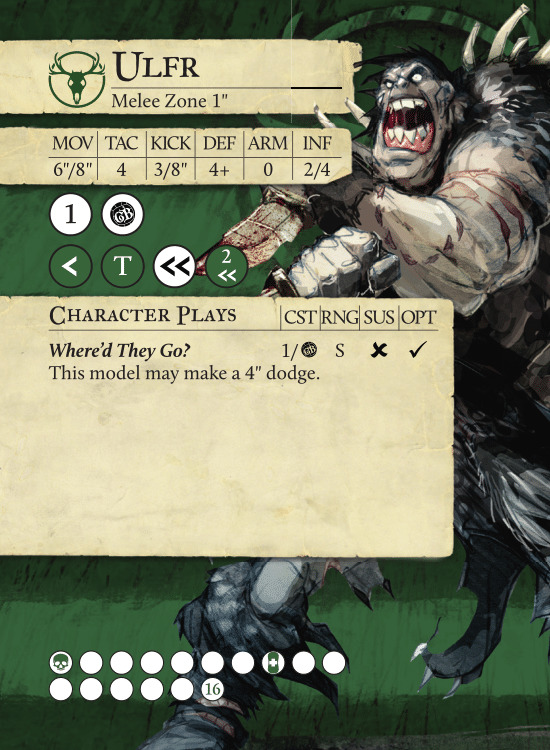 ULFR
Melee Zone 1"
MOV TAC KICK DEF ARM INF
6"/8" 4 3/8" 4+ 0 2/4
1 GB
< T << 2 <<
CHARACTER PLAYS CST RNG SUS OPT
Where'd They Go? 1/GB S ✘ ✓
This model may make a 4" dodge.
16